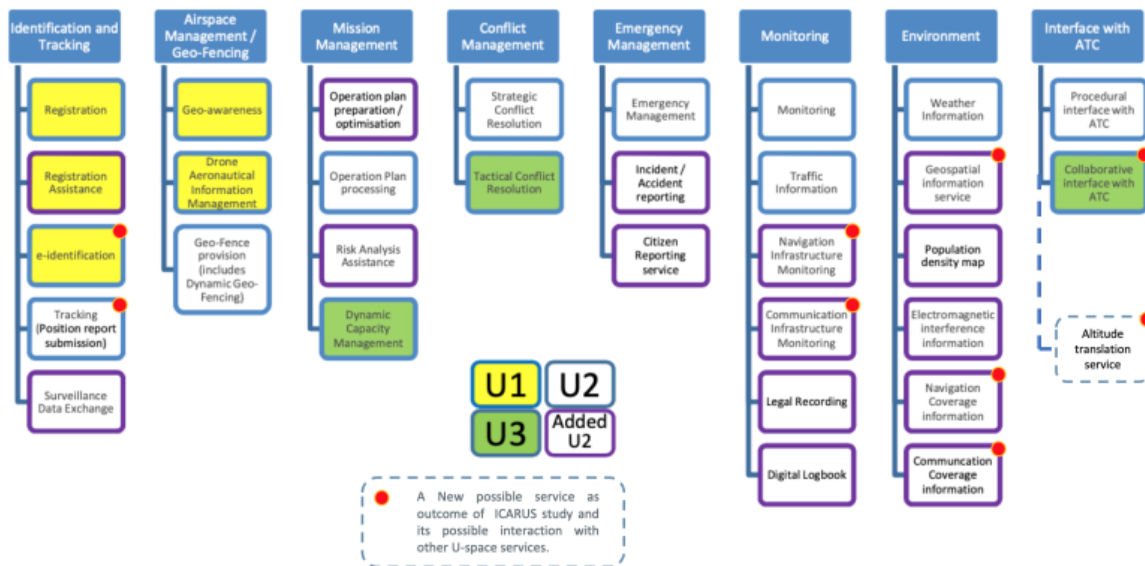 Identification and
Tracking
Registration
Registration
Assistance
e-identification
Tracking
(Position report
submission)
Surveillance
Data Exchange
Airspace
Management /
Geo-Fencing
Geo-awareness
Drone
Aeronautical
Information
Management
Geo-Fence
provision
(includes
Dynamic Geo-
Fencing)
Mission
Management
Operation plan
preparation /
optimisation
Operation Plan
processing
Risk Analysis
Assistance
Dynamic
Capacity
Management
Conflict
Management
Strategic
Conflict
Resolution
Tactical Conflict
Resolution
Emergency
Management
Emergency
Management
Incident /
Accident
reporting
Citizen
Reporting
service
Monitoring
Monitoring
Traffic
Information
Navigation
Infrastructure
Monitoring
Communication
Infrastructure
Monitoring
Legal Recording
Digital Logbook
Environment
Weather
Information
Geospatial
information
service
Population
density map
Electromagnetic
interference
information
Navigation
Coverage
information
Communcation
Coverage
information
Interface with
ATC
Procedural
interface with
ATC
Collaborative
interface with
ATC
Altitude
translation
service
U1
U2
U3
Added
U2
A New possible service as
outcome of ICARUS study and
its possible interaction with
other U-space services.